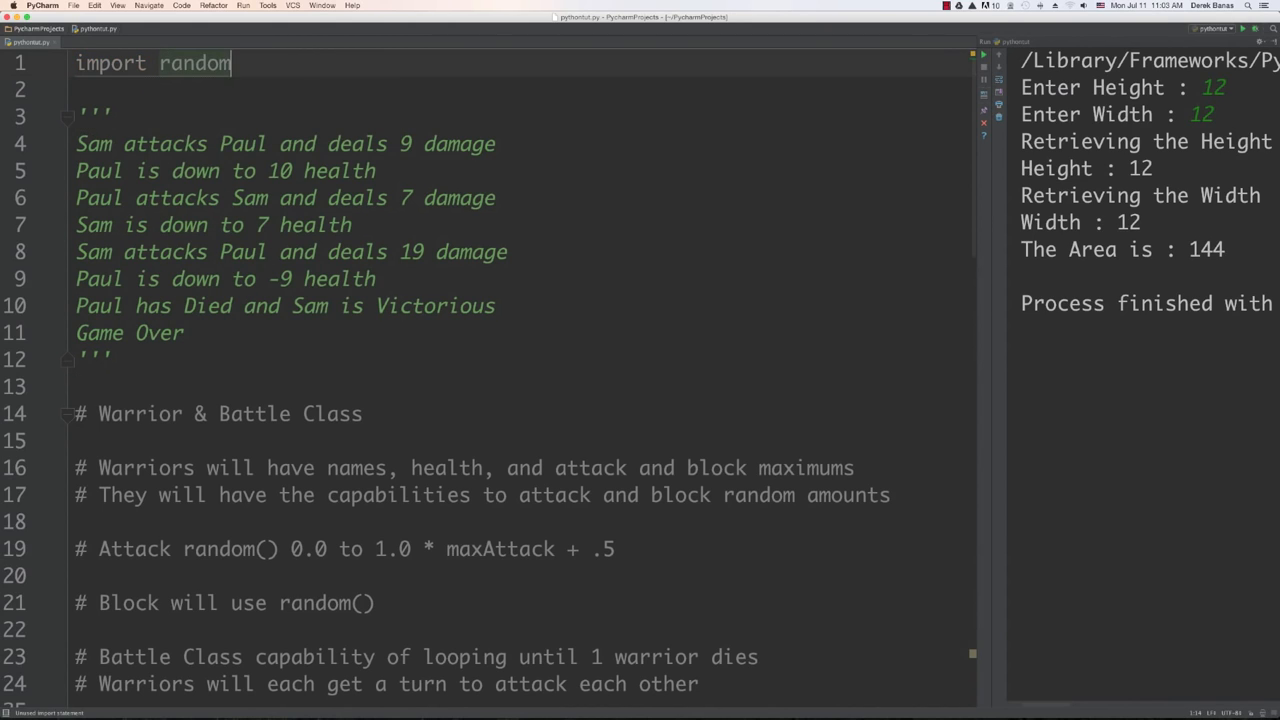 PyCharm File Edit View Navigate Code Refactor Run Tools VCS Window Help
10 Mon Jul 11 11:03 AM Derek Banas
pythontut.py - PycharmProjects - [~/PycharmProjects]
PycharmProjects pythontut.py
pythontut
pythontut.py
Run: pythontut
1 import random
2
3 '''
4 Sam attacks Paul and deals 9 damage
5 Paul is down to 10 health
6 Paul attacks Sam and deals 7 damage
7 Sam is down to 7 health
8 Sam attacks Paul and deals 19 damage
9 Paul is down to -9 health
10 Paul has Died and Sam is Victorious
11 Game Over
12 '''
13
14 # Warrior & Battle Class
15
16 # Warriors will have names, health, and attack and block maximums
17 # They will have the capabilities to attack and block random amounts
18
19 # Attack random() 0.0 to 1.0 * maxAttack + .5
20
21 # Block will use random()
22
23 # Battle Class capability of looping until 1 warrior dies
24 # Warriors will each get a turn to attack each other
/Library/Frameworks/Py
Enter Height : 12
Enter Width : 12
Retrieving the Height
Height : 12
Retrieving the Width
Width : 12
The Area is : 144
Process finished with
Unused import statement
1:14 LF÷ UTF-8÷